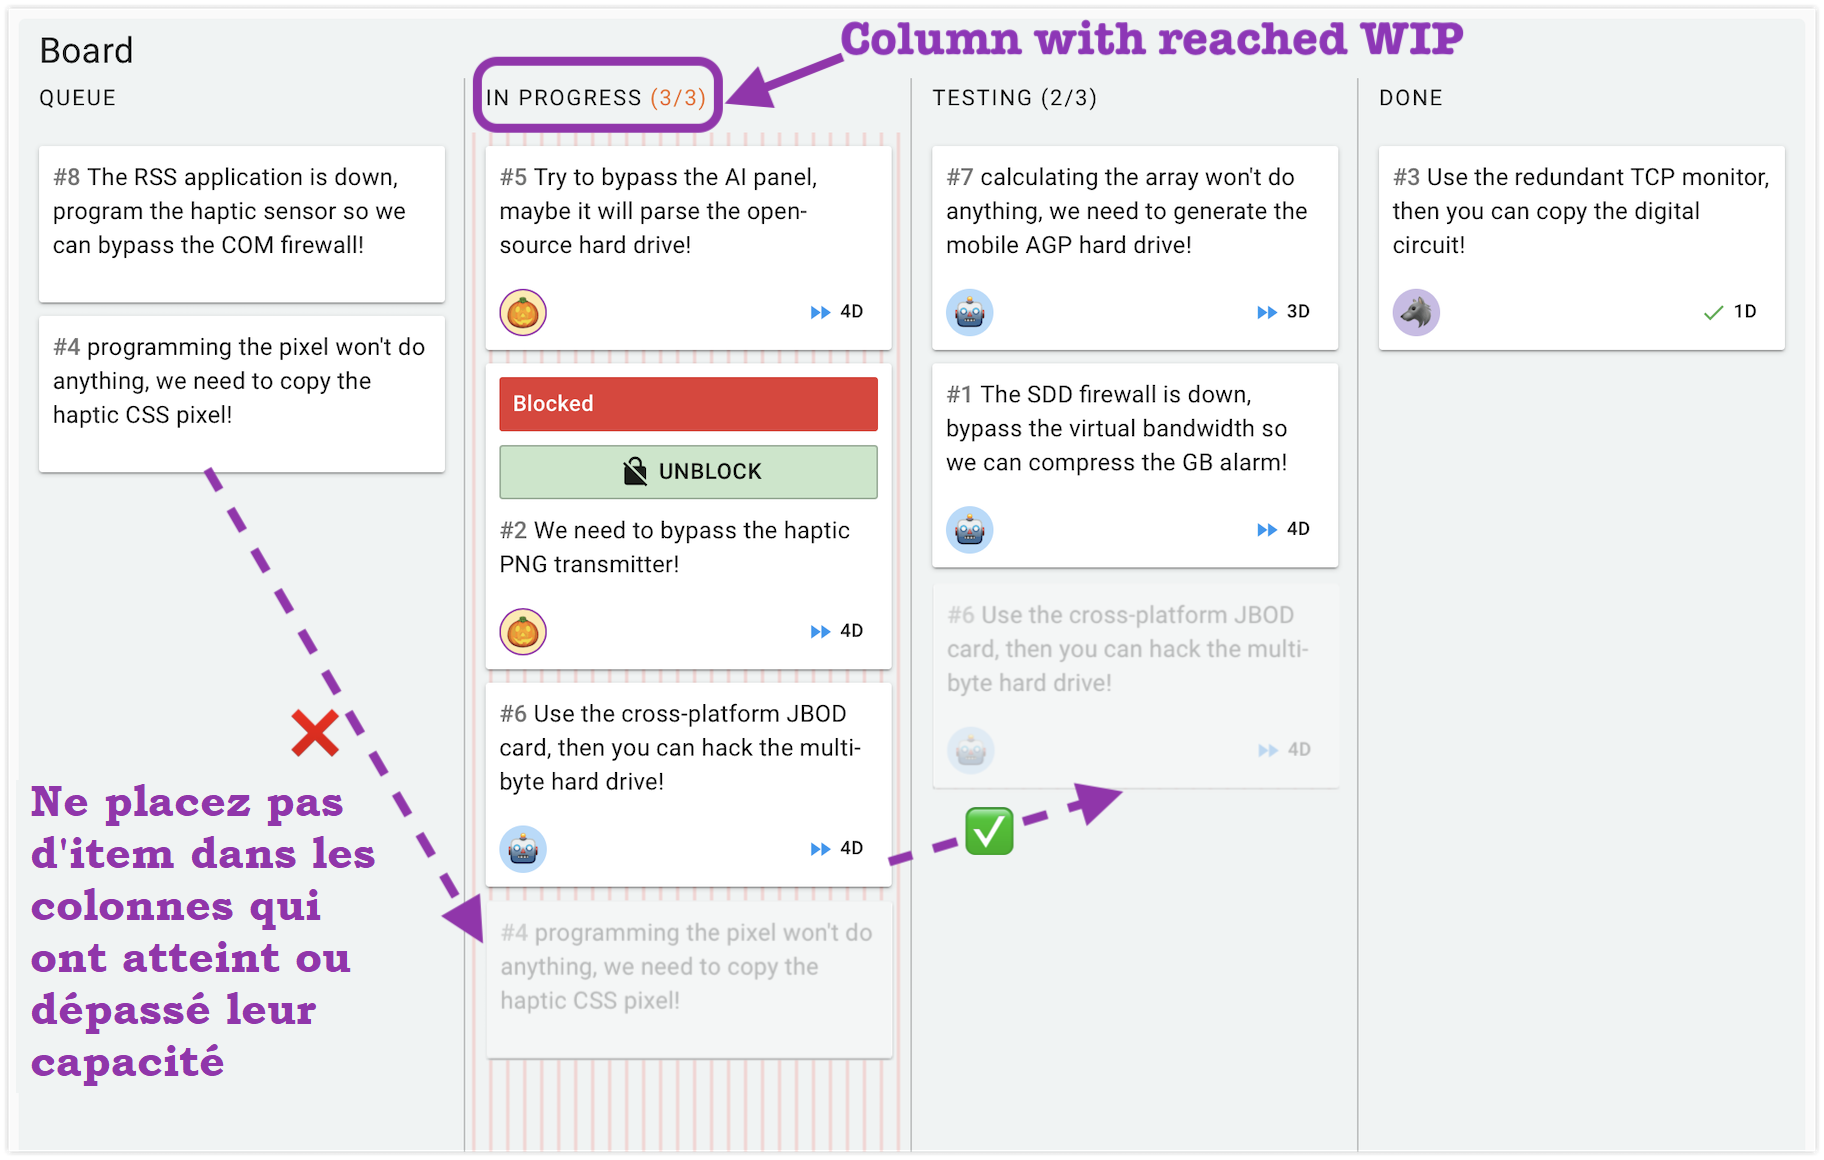 Column with reached WIP
Board
QUEUE
#8 The RSS application is down,
program the haptic sensor so we
can bypass the COM firewall!
#4 programming the pixel won't do
anything, we need to copy the
haptic CSS pixel!
Ne placez pas
d'item dans les
colonnes qui
ont atteint ou
dépassé leur
capacité
IN PROGRESS (3/3)
#5 Try to bypass the AI panel,
maybe it will parse the open-
source hard drive!
4D
Blocked
UNBLOCK
#2 We need to bypass the haptic
PNG transmitter!
4D
#6 Use the cross-platform JBOD
card, then you can hack the multi-
byte hard drive!
4D
#4 programming the pixel won't do
anything, we need to copy the
haptic CSS pixel!
TESTING (2/3)
#7 calculating the array won't do
anything, we need to generate the
mobile AGP hard drive!
3D
#1 The SDD firewall is down,
bypass the virtual bandwidth so
we can compress the GB alarm!
4D
#6 Use the cross-platform JBOD
card, then you can hack the multi-
byte hard drive!
4D
DONE
#3 Use the redundant TCP monitor,
then you can copy the digital
circuit!
1D